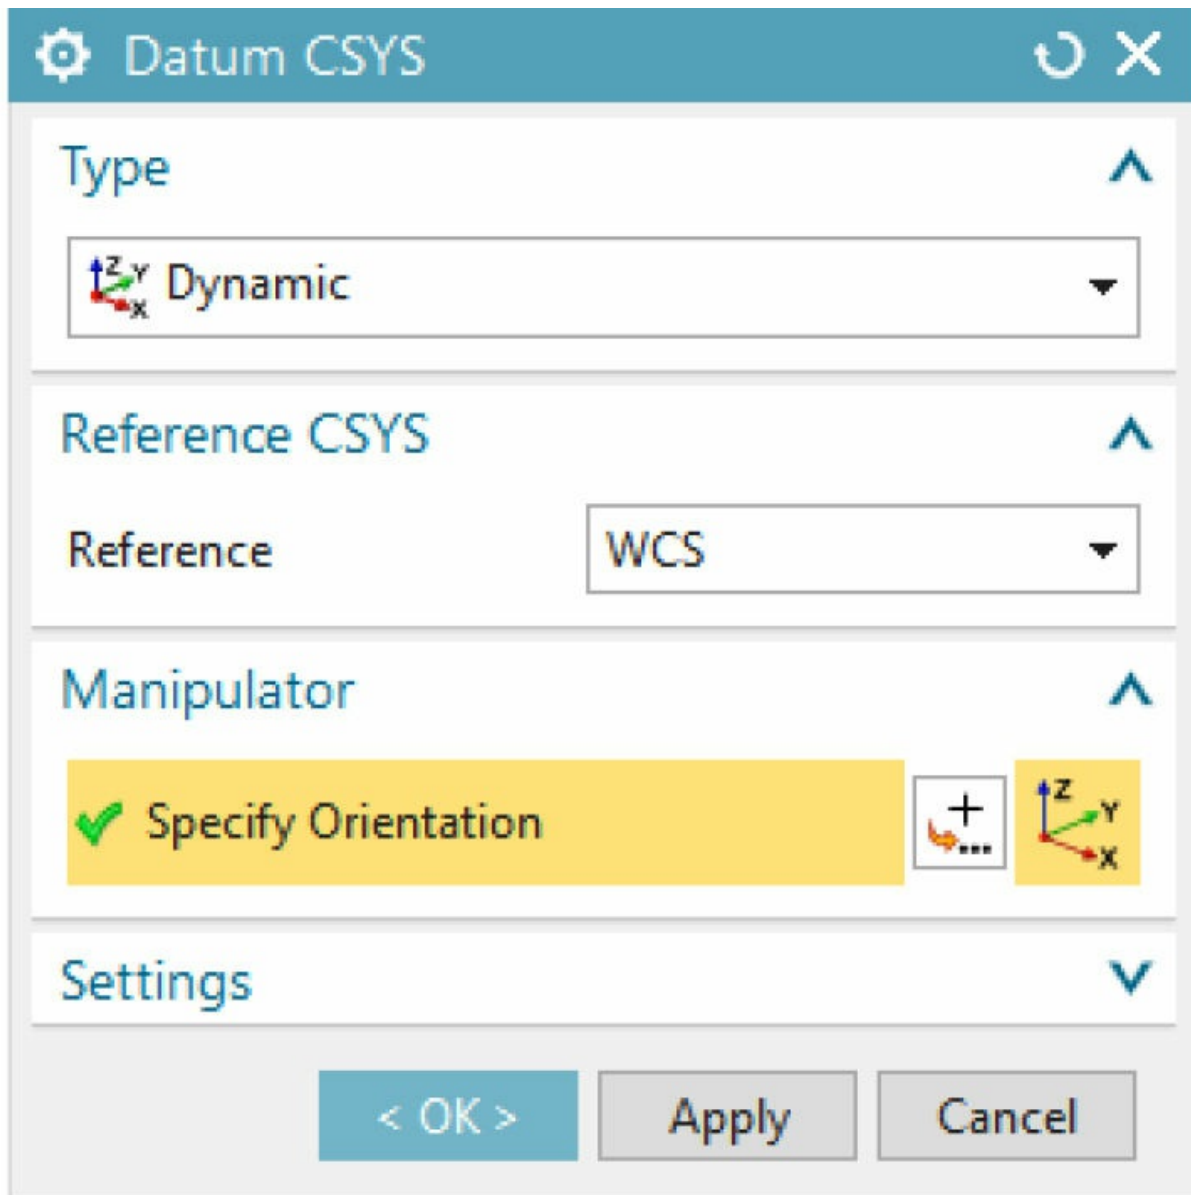 Datum CSYS
Type
Z Y X Dynamic
Reference CSYS
Reference WCS
Manipulator
Specify Orientation Z Y X
Settings
< OK > Apply Cancel